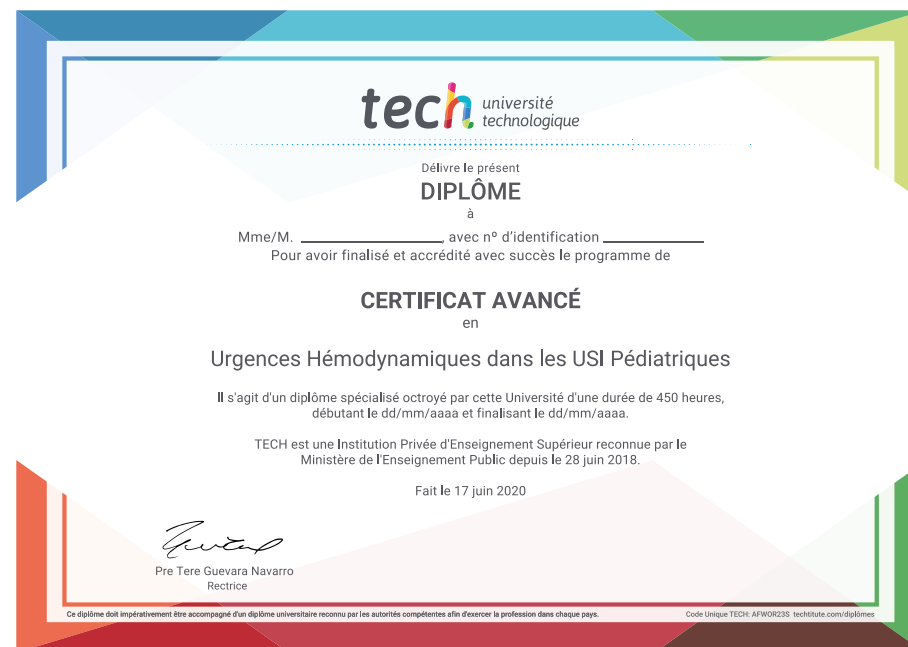 tech université
technologique
Délivre le présent
DIPLÔME
à
Mme/M. ____________________, avec nº d'identification ______________
Pour avoir finalisé et accrédité avec succès le programme de
CERTIFICAT AVANCÉ
en
Urgences Hémodynamiques dans les USI Pédiatriques
Il s'agit d'un diplôme spécialisé octroyé par cette Université d'une durée de 450 heures,
débutant le dd/mm/aaaa et finalisant le dd/mm/aaaa.
TECH est une Institution Privée d'Enseignement Supérieur reconnue par le
Ministère de l'Enseignement Public depuis le 28 juin 2018.
Fait le 17 juin 2020
Pre Tere Guevara Navarro
Rectrice
Ce diplôme doit impérativement être accompagné d'un diplôme universitaire reconnu par les autorités compétentes afin d'exercer la profession dans chaque pays.
Code Unique TECH: AFWOR23S techtitute.com/diplômes